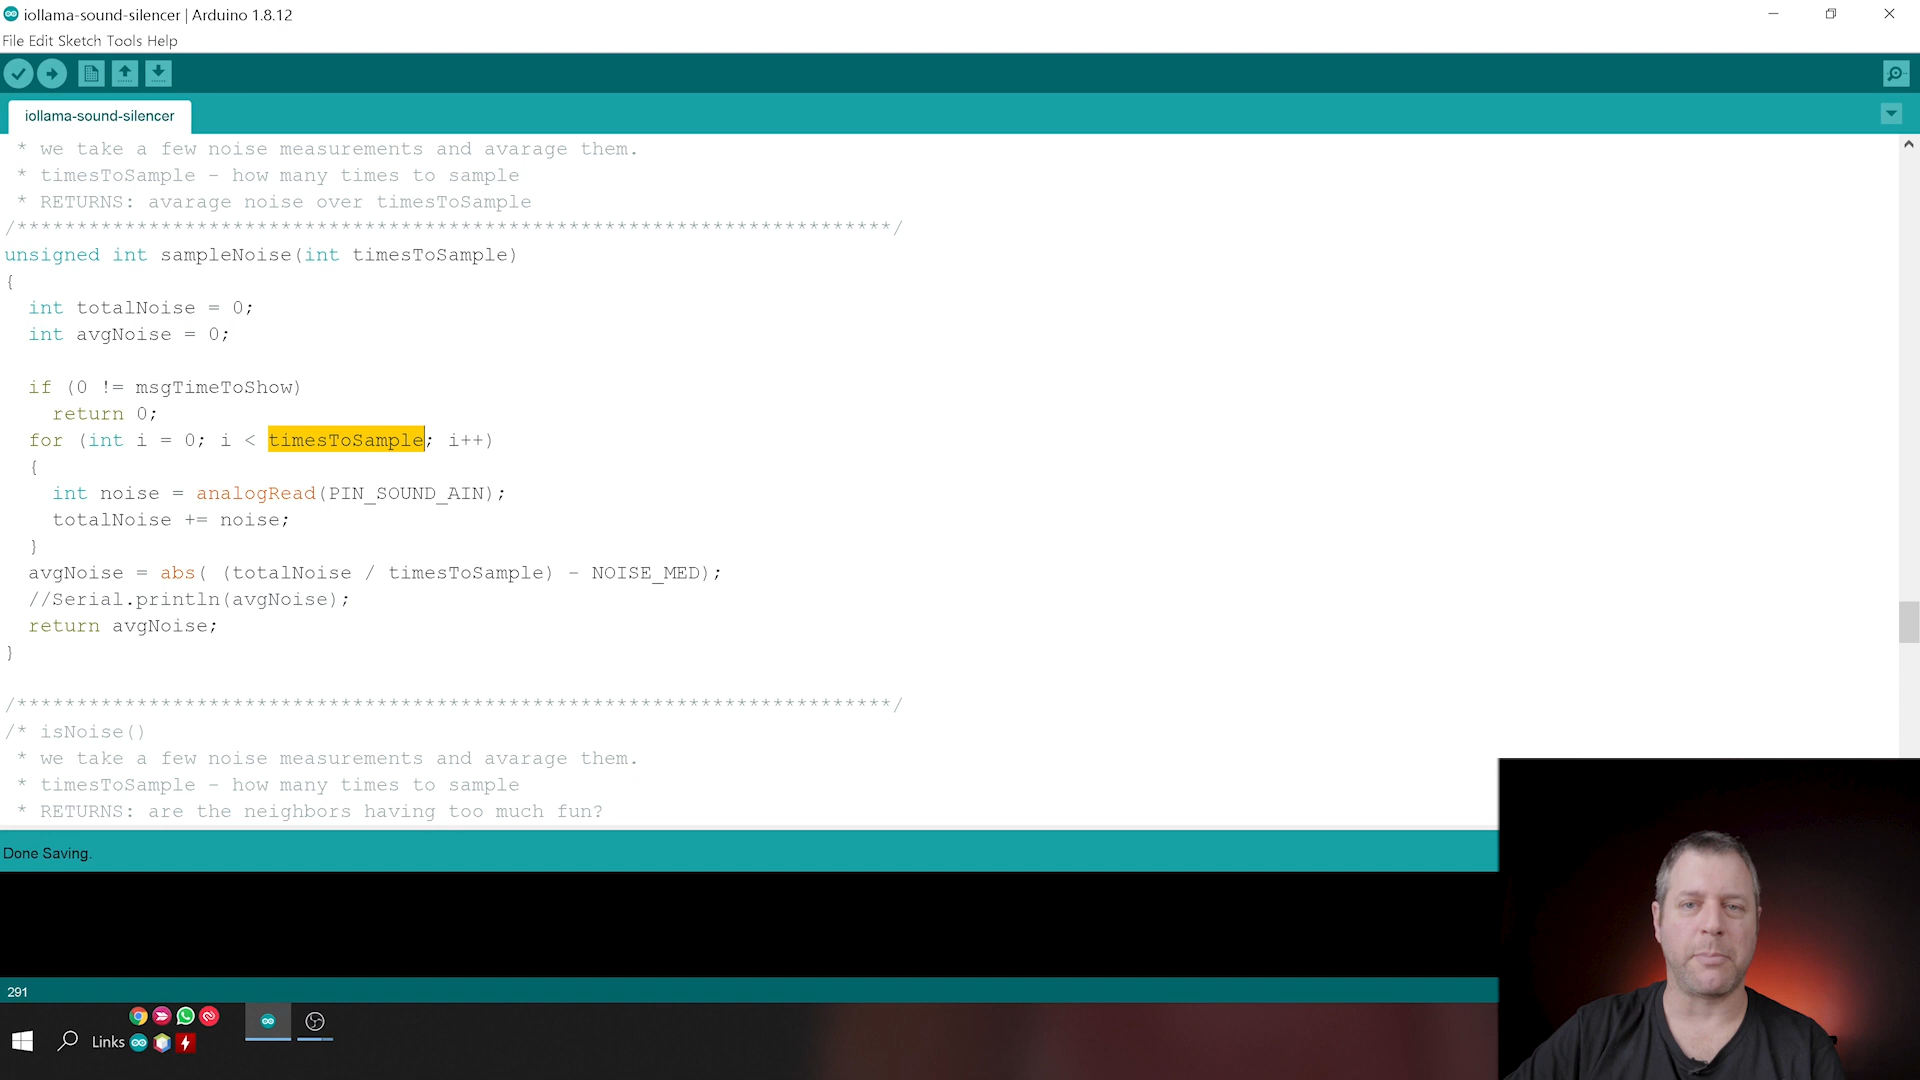 iollama-sound-silencer | Arduino 1.8.12
File Edit Sketch Tools Help
iollama-sound-silencer
* we take a few noise measurements and avarage them.
* timesToSample - how many times to sample
* RETURNS: avarage noise over timesToSample
/*************************************************************************/
unsigned int sampleNoise(int timesToSample)
{
int totalNoise = 0;
int avgNoise = 0;
if (0 != msgTimeToShow)
return 0;
for (int i = 0; i < timesToSample; i++)
{
int noise = analogRead(PIN_SOUND_AIN);
totalNoise += noise;
}
avgNoise = abs( (totalNoise / timesToSample) - NOISE_MED);
//Serial.println(avgNoise);
return avgNoise;
}
/*************************************************************************/
/* isNoise()
* we take a few noise measurements and avarage them.
* timesToSample - how many times to sample
* RETURNS: are the neighbors having too much fun?
Done Saving.
291
Links